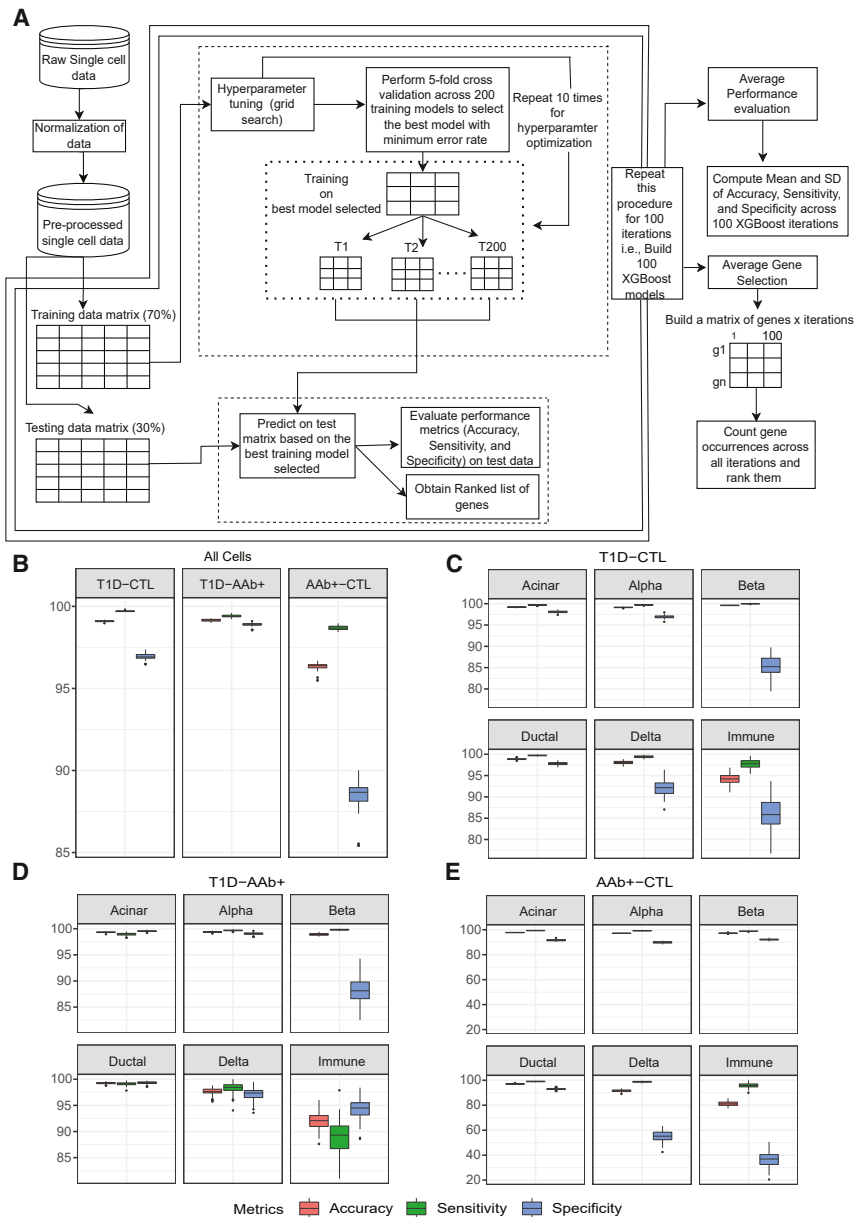 A
Raw Single cell
data
Normalization of
data
Pre-processed
single cell data
Training data matrix (70%)
Testing data matrix (30%)
Hyperparameter
tuning (grid
search)
Perform 5-fold cross
validation across 200
training models to select
the best model with
minimum error rate
Repeat 10 times
for
hyperparamter
optimization
Training
on
best model selected
T1
T2
T200
Predict on test
matrix based on the
best training model
selected
Evaluate performance
metrics (Accuracy,
Sensitivity, and
Specificity) on test data
Obtain Ranked list of
genes
Repeat
this
procedure
for 100
iterations
i.e., Build
100
XGBoost
models
Average
Performance
evaluation
Compute Mean and SD
of Accuracy, Sensitivity,
and Specificity across
100 XGBoost iterations
Average Gene
Selection
Build a matrix of genes x iterations
1 100
g1
gn
Count gene
occurrences across
all iterations and
rank them
B
All Cells
T1D−CTL T1D−AAb+ AAb+−CTL
100
95
90
85
C
T1D−CTL
Acinar Alpha Beta
100
95
90
85
80
Ductal Delta Immune
100
95
90
85
80
D
T1D−AAb+
Acinar Alpha Beta
100
95
90
85
Ductal Delta Immune
100
95
90
85
E
AAb+−CTL
Acinar Alpha Beta
100
80
60
40
20
Ductal Delta Immune
100
80
60
40
20
Metrics Accuracy Sensitivity Specificity